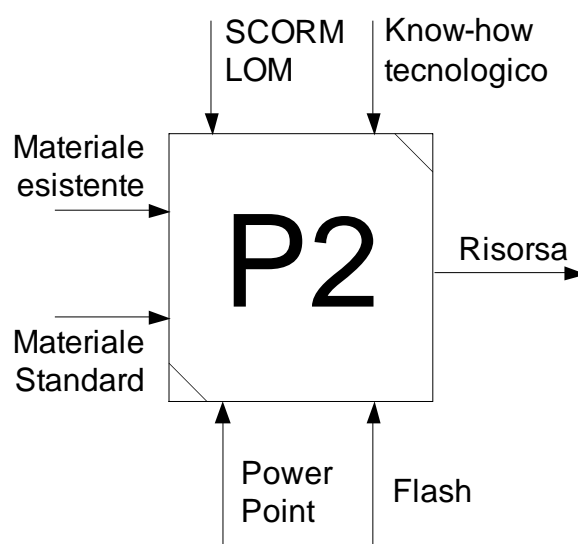 SCORM
LOM
Know-how
tecnologico
Materiale
esistente
P2
Risorsa
Materiale
Standard
Power
Point
Flash